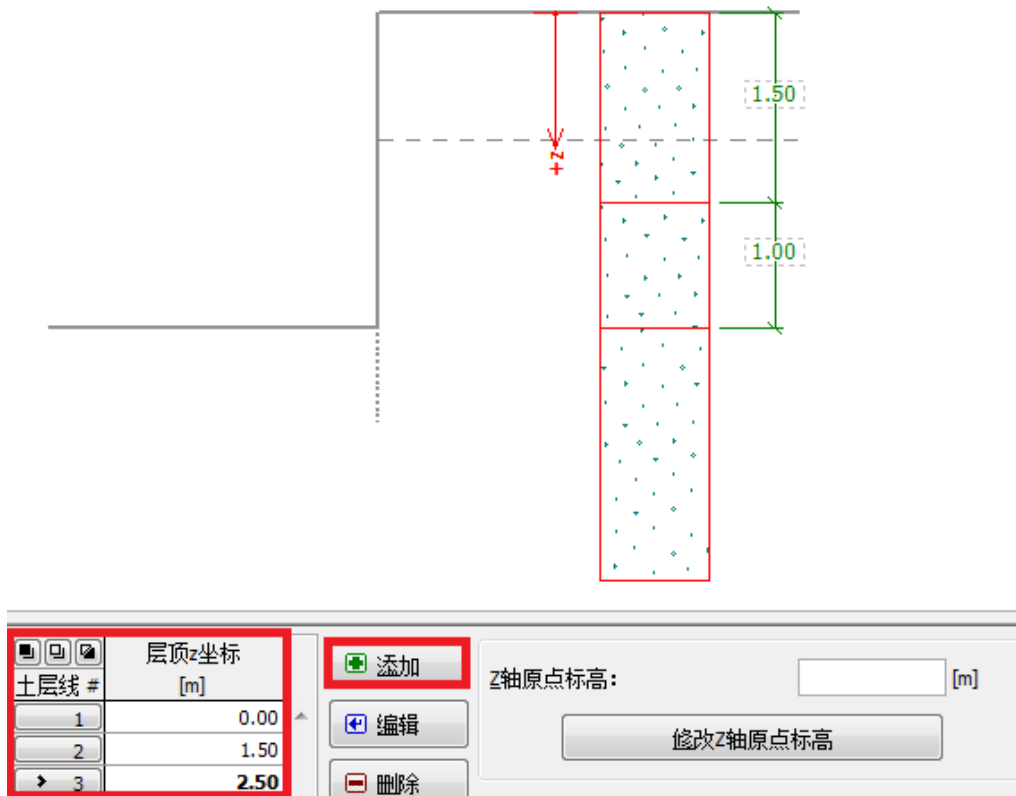 1.50
+z
1.00
土层线 #
层顶z坐标
[m]
1 0.00
2 1.50
3 2.50
添加
编辑
删除
Z轴原点标高:
[m]
修改Z轴原点标高